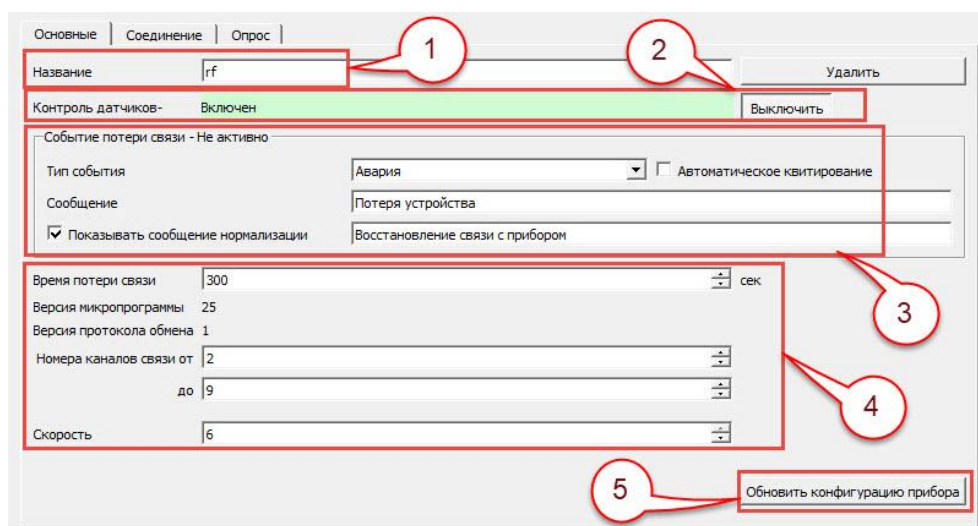 Основные Соединение Опрос
1
2
Название rf Удалить
Контроль датчиков- Включен Выключить
Событие потери связи - Не активно
Тип события Авария Автоматическое квитирование
Сообщение Потеря устройства
Показывать сообщение нормализации Восстановление связи с прибором
3
Время потери связи 300 сек
Версия микропрограммы 25
Версия протокола обмена 1
Номера каналов связи от 2
до 9
4
Скорость 6
5
Обновить конфигурацию прибора